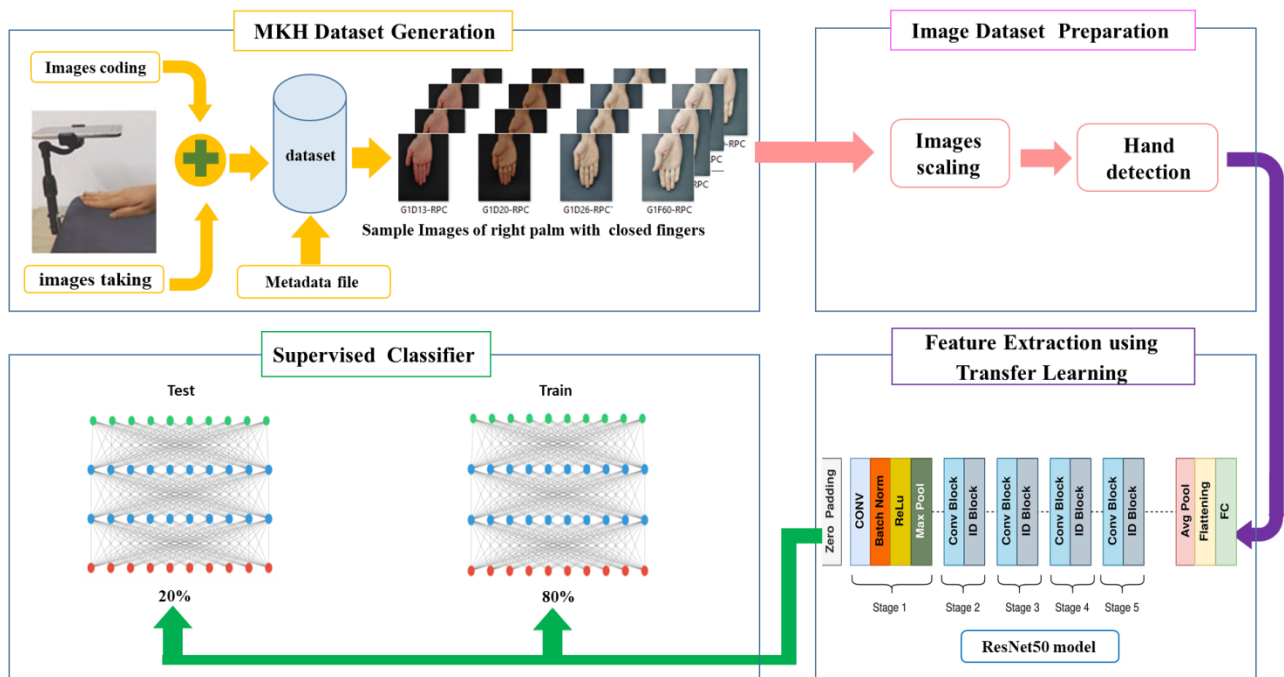 MKH Dataset Generation
Images coding
dataset
images taking
Metadata file
G1D13-RPC
G1D20-RPC
G1D26-RPC
G1F60-RPC
RPC
RPC
-RPC
Sample Images of right palm with closed fingers
Image Dataset Preparation
Images
scaling
Hand
detection
Feature Extraction using
Transfer Learning
Zero Padding
CONV
Batch Norm
ReLu
Max Pool
Conv Block
ID Block
Conv Block
ID Block
Conv Block
ID Block
Conv Block
ID Block
Avg Pool
Flattening
FC
Stage 1
Stage 2
Stage 3
Stage 4
Stage 5
ResNet50 model
Supervised Classifier
Test
Train
20%
80%